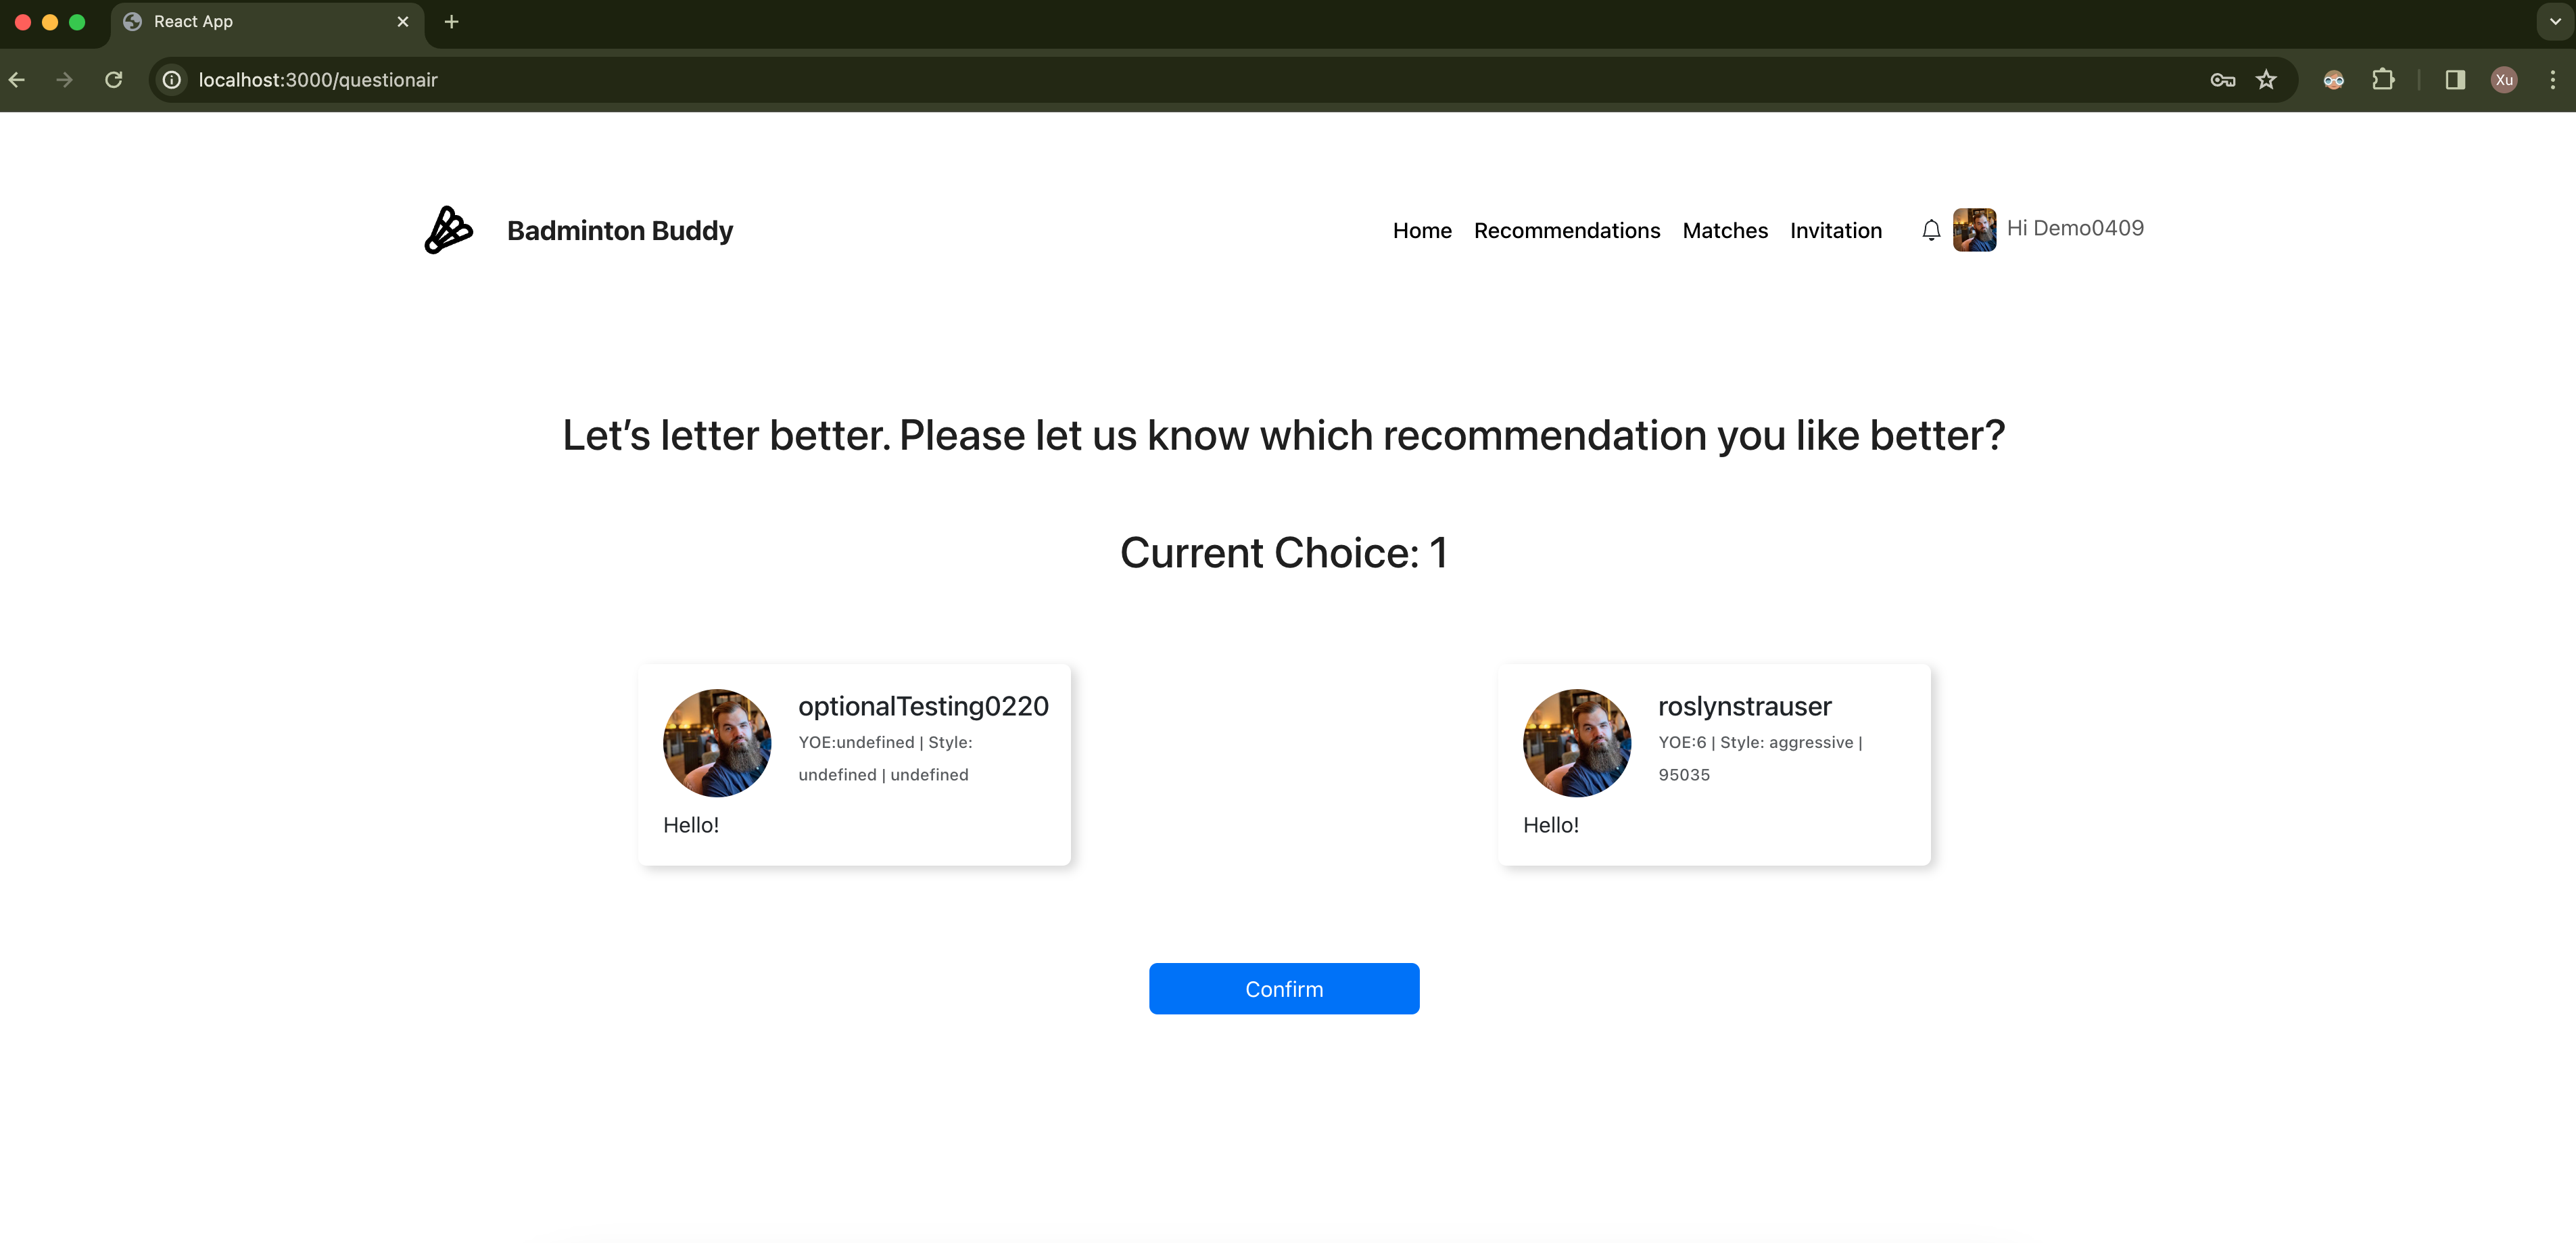 React App
localhost:3000/questionair
Xu
Badminton Buddy
Home Recommendations Matches Invitation Hi Demo0409
Let’s letter better. Please let us know which recommendation you like better?
Current Choice: 1
optionalTesting0220
YOE:undefined | Style:
undefined | undefined
Hello!
roslynstrauser
YOE:6 | Style: aggressive |
95035
Hello!
Confirm